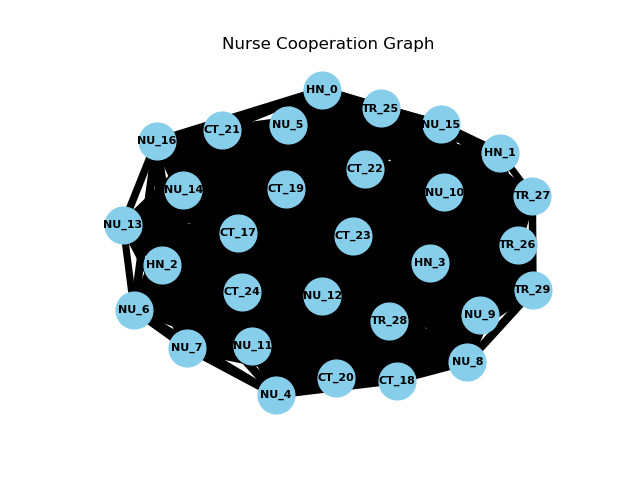 Nurse Cooperation Graph
HN_0
TR_25
NU_5
NU_15
CT_21
NU_16
HN_1
CT_22
CT_19
NU_14
NU_10
TR_27
NU_13
CT_17
CT_23
TR_26
HN_3
HN_2
TR_29
CT_24
NU_12
NU_6
NU_9
TR_28
NU_11
NU_7
NU_8
CT_20
CT_18
NU_4